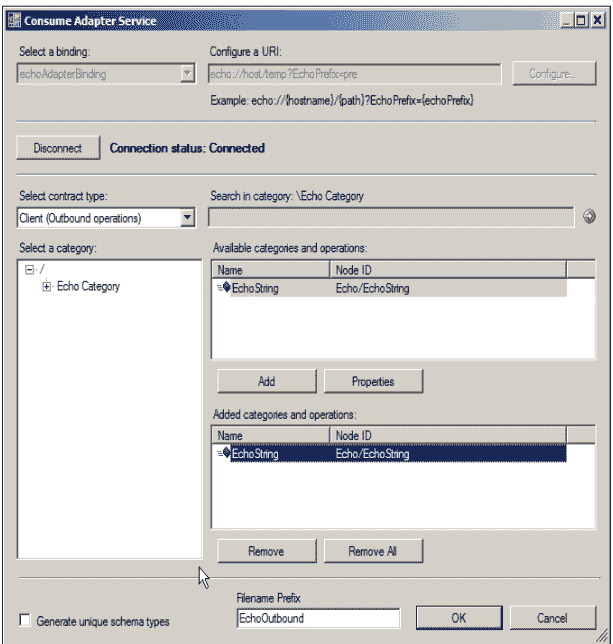 Consume Adapter Service
Select a binding:
Configure a URI:
echoAdapterBinding
echo://host/temp?EchoPrefix=pre
Configure...
Example: echo://{hostname}/{path}?EchoPrefix={echoPrefix}
Disconnect
Connection status: Connected
Select contract type:
Search in category: \Echo Category
Client (Outbound operations)
Select a category:
Available categories and operations:
/
Echo Category
Name Node ID
EchoString Echo/EchoString
Add
Properties
Added categories and operations:
Name Node ID
EchoString Echo/EchoString
Remove
Remove All
Filename Prefix
Generate unique schema types
EchoOutbound
OK
Cancel